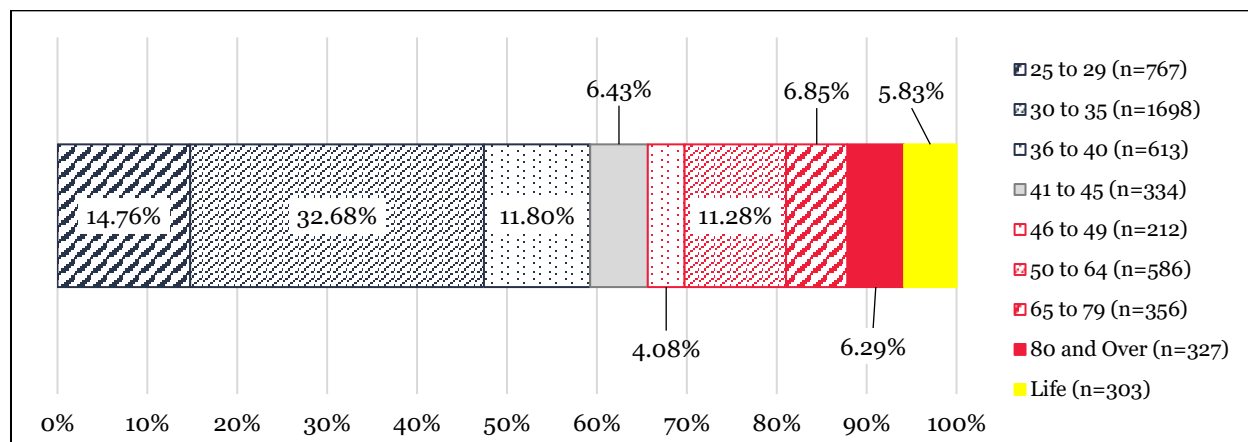 6.43%
6.85%
5.83%
14.76%
32.68%
11.80%
11.28%
4.08%
6.29%
0% 10% 20% 30% 40% 50% 60% 70% 80% 90% 100%
25 to 29 (n=767)
30 to 35 (n=1698)
36 to 40 (n=613)
41 to 45 (n=334)
46 to 49 (n=212)
50 to 64 (n=586)
65 to 79 (n=356)
80 and Over (n=327)
Life (n=303)